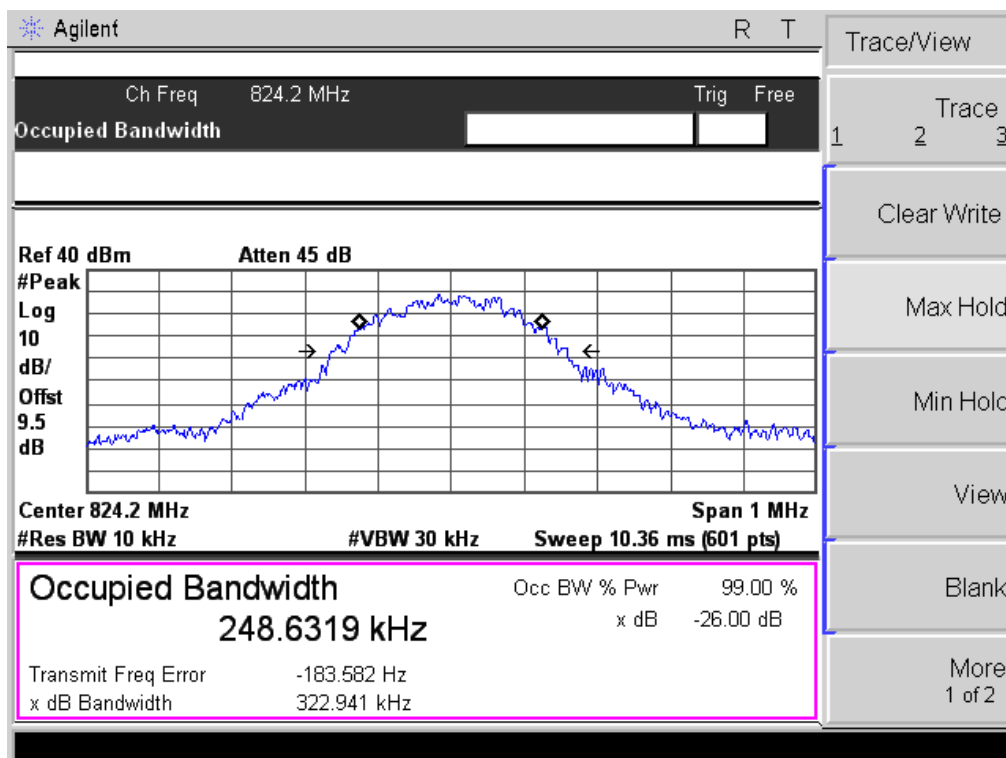 Agilent R T
Trace/View
Ch Freq 824.2 MHz Trig Free
Occupied Bandwidth
Trace
1 2 3
Clear Write
Ref 40 dBm Atten 45 dB
#Peak
Log
10
dB/
Offst
9.5
dB
Max Hold
Min Hold
View
Center 824.2 MHz Span 1 MHz
#Res BW 10 kHz #VBW 30 kHz Sweep 10.36 ms (601 pts)
Occupied Bandwidth
248.6319 kHz
Occ BW % Pwr 99.00 %
x dB -26.00 dB
Transmit Freq Error -183.582 Hz
x dB Bandwidth 322.941 kHz
Blank
More
1 of 2